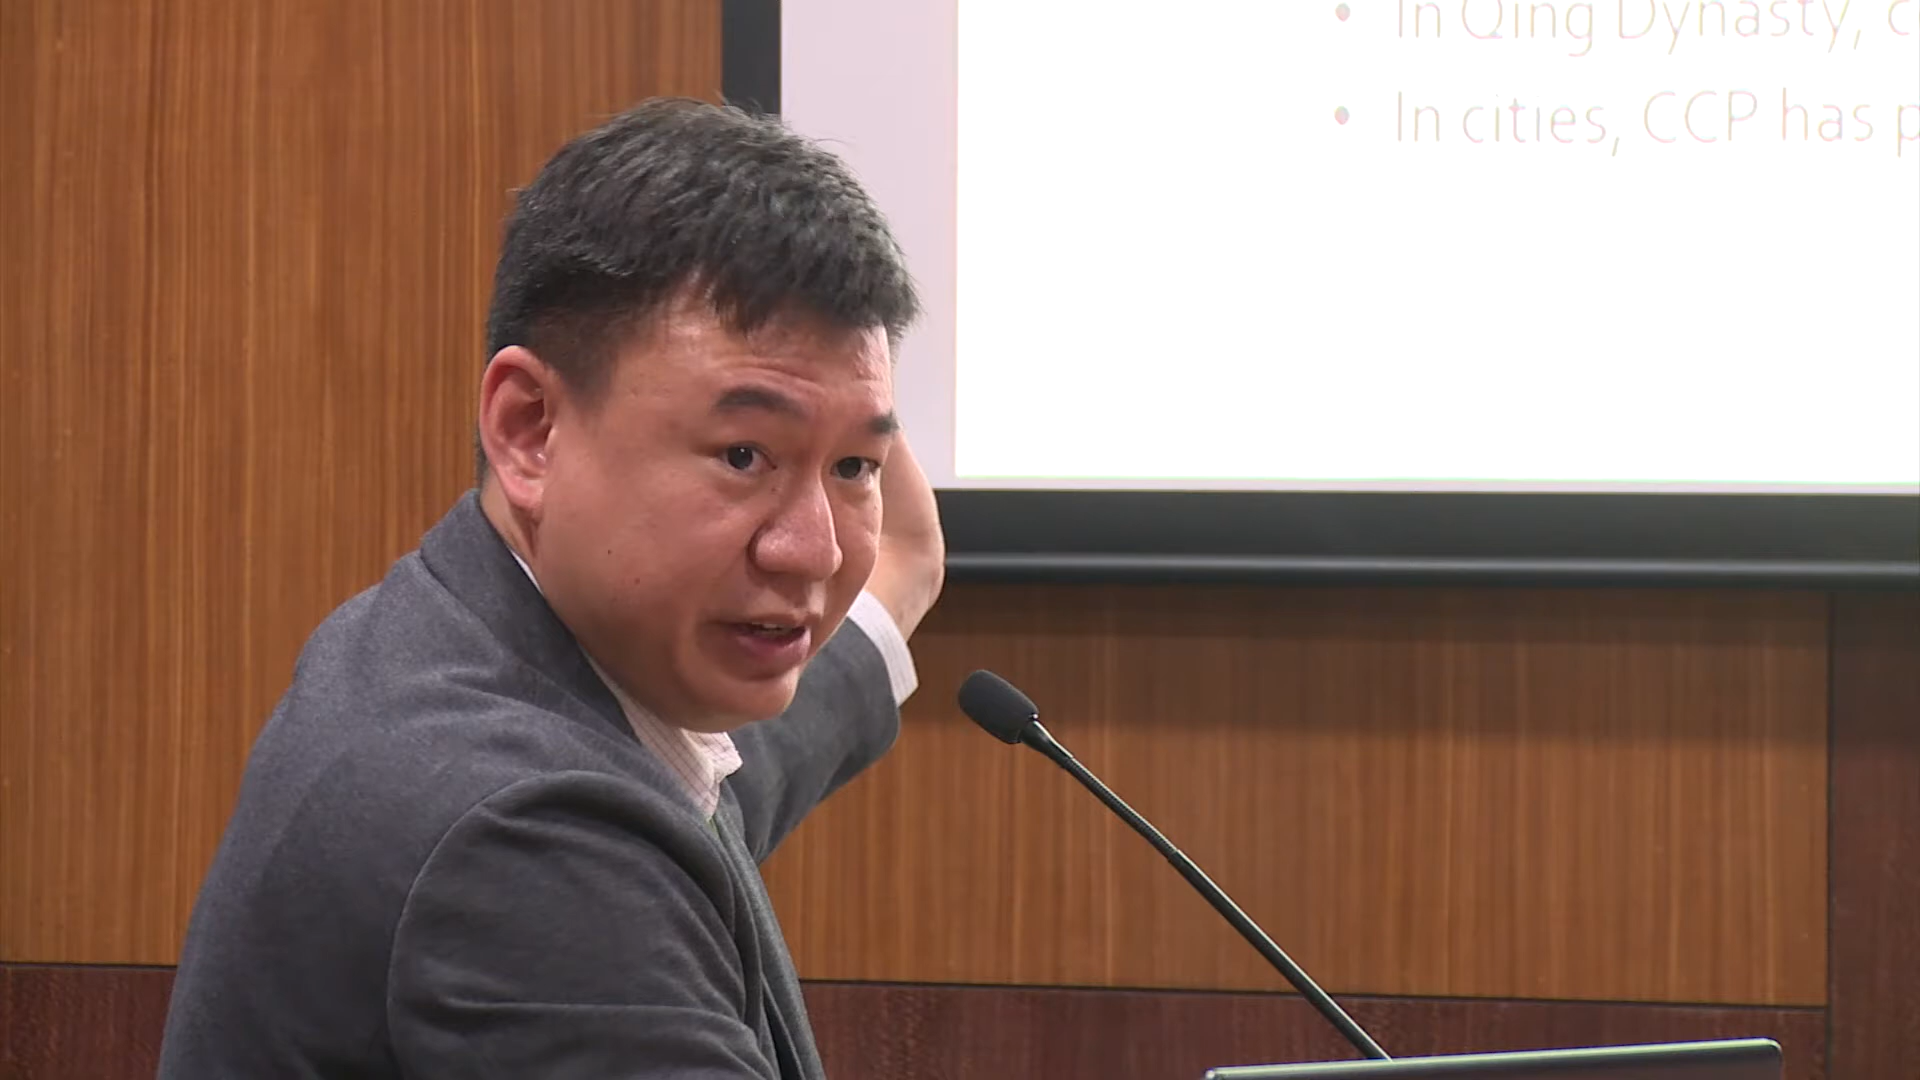 • In Qing Dynasty, c
• In cities, CCP has p